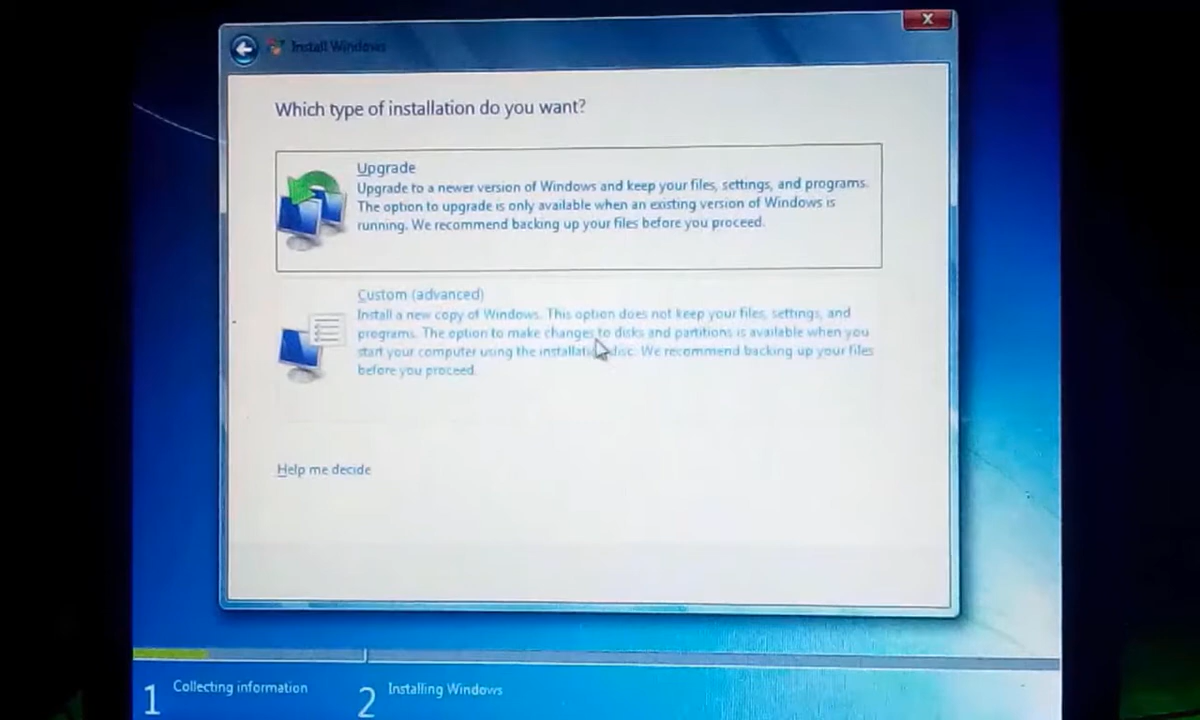 Install Windows
Which type of installation do you want?
Upgrade
Upgrade to a newer version of Windows and keep your files, settings, and programs.
The option to upgrade is only available when an existing version of Windows is
running. We recommend backing up your files before you proceed.
Custom (advanced)
Install a new copy of Windows. This option does not keep your files, settings, and
programs. The option to make changes to disks and partitions is available when you
start your computer using the installation disc. We recommend backing up your files
before you proceed.
Help me decide
1 Collecting information
2 Installing Windows